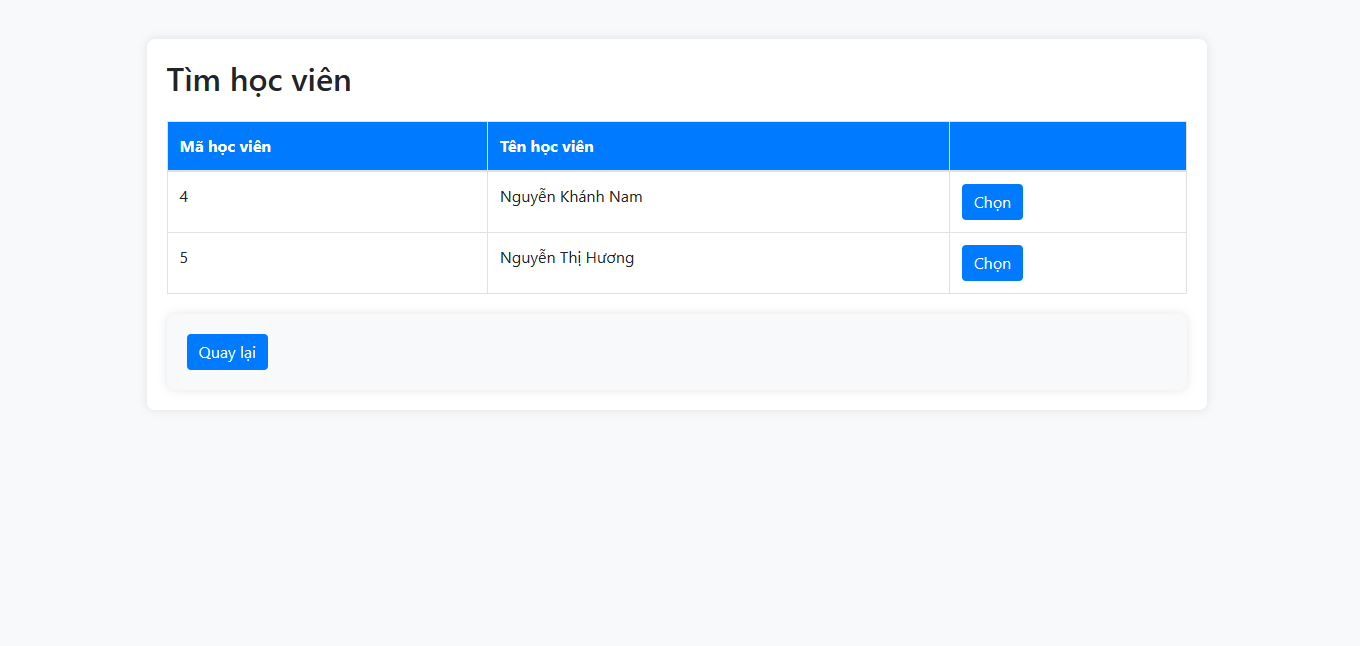 Tìm học viên
Mã học viên Tên học viên
4 Nguyễn Khánh Nam Chọn
5 Nguyễn Thị Hương Chọn
Quay lại